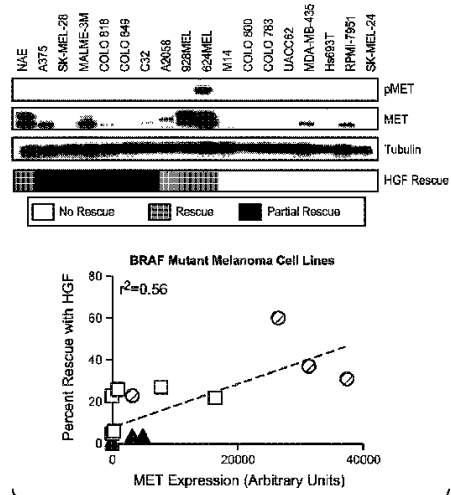 NAE
A375
SK-MEL-28
MALME-3M
COLO 818
COLO 849
C32
A2058
928MEL
624MEL
M14
COLO 800
COLO 783
UACC62
MDA-MB-435
Hs693T
RPMI-7951
SK-MEL-24
pMET
MET
Tubulin
HGF Rescue
No Rescue
Rescue
Partial Rescue
BRAF Mutant Melanoma Cell Lines
r²=0.56
80
60
40
20
0
Percent Rescue with HGF
0
20000
40000
MET Expression (Arbitrary Units)